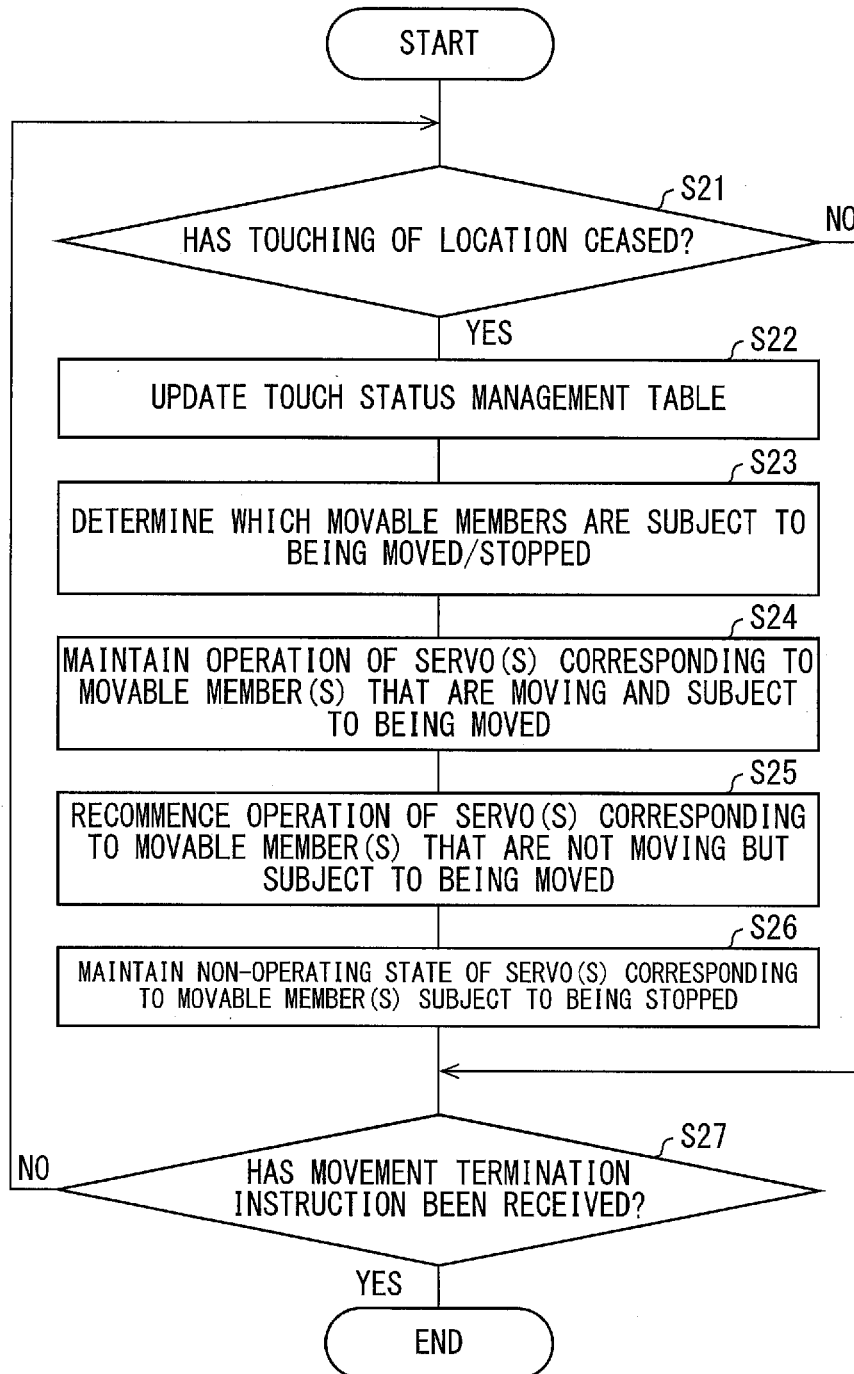 START
S21
HAS TOUCHING OF LOCATION CEASED?
NO
YES
S22
UPDATE TOUCH STATUS MANAGEMENT TABLE
S23
DETERMINE WHICH MOVABLE MEMBERS ARE SUBJECT TO
BEING MOVED/STOPPED
S24
MAINTAIN OPERATION OF SERVO(S) CORRESPONDING TO
MOVABLE MEMBER(S) THAT ARE MOVING AND SUBJECT
TO BEING MOVED
S25
RECOMMENCE OPERATION OF SERVO(S) CORRESPONDING
TO MOVABLE MEMBER(S) THAT ARE NOT MOVING BUT
SUBJECT TO BEING MOVED
S26
MAINTAIN NON-OPERATING STATE OF SERVO(S) CORRESPONDING
TO MOVABLE MEMBER(S) SUBJECT TO BEING STOPPED
S27
NO
HAS MOVEMENT TERMINATION
INSTRUCTION BEEN RECEIVED?
YES
END